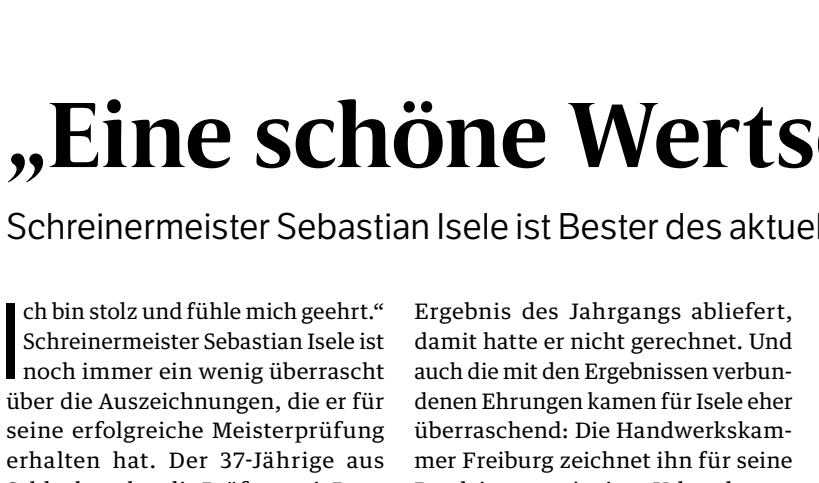 „Eine schöne
Schreinermeister Sebastian Isele ist Bester des
Ich bin stolz und fühle mich geehrt.“
Schreinermeister Sebastian Isele ist
noch immer ein wenig überrascht
über die Auszeichnungen, die er für
seine erfolgreiche Meisterprüfung
erhalten hat. Der 37-Jährige aus
Ergebnis des Jahrgangs abliefert,
damit hatte er nicht gerechnet. Und
auch die mit den Ergebnissen verbun-
denen Ehrungen kamen für Isele eher
überraschend: Die Handwerkskam-
mer Freiburg zeichnet ihn für seine